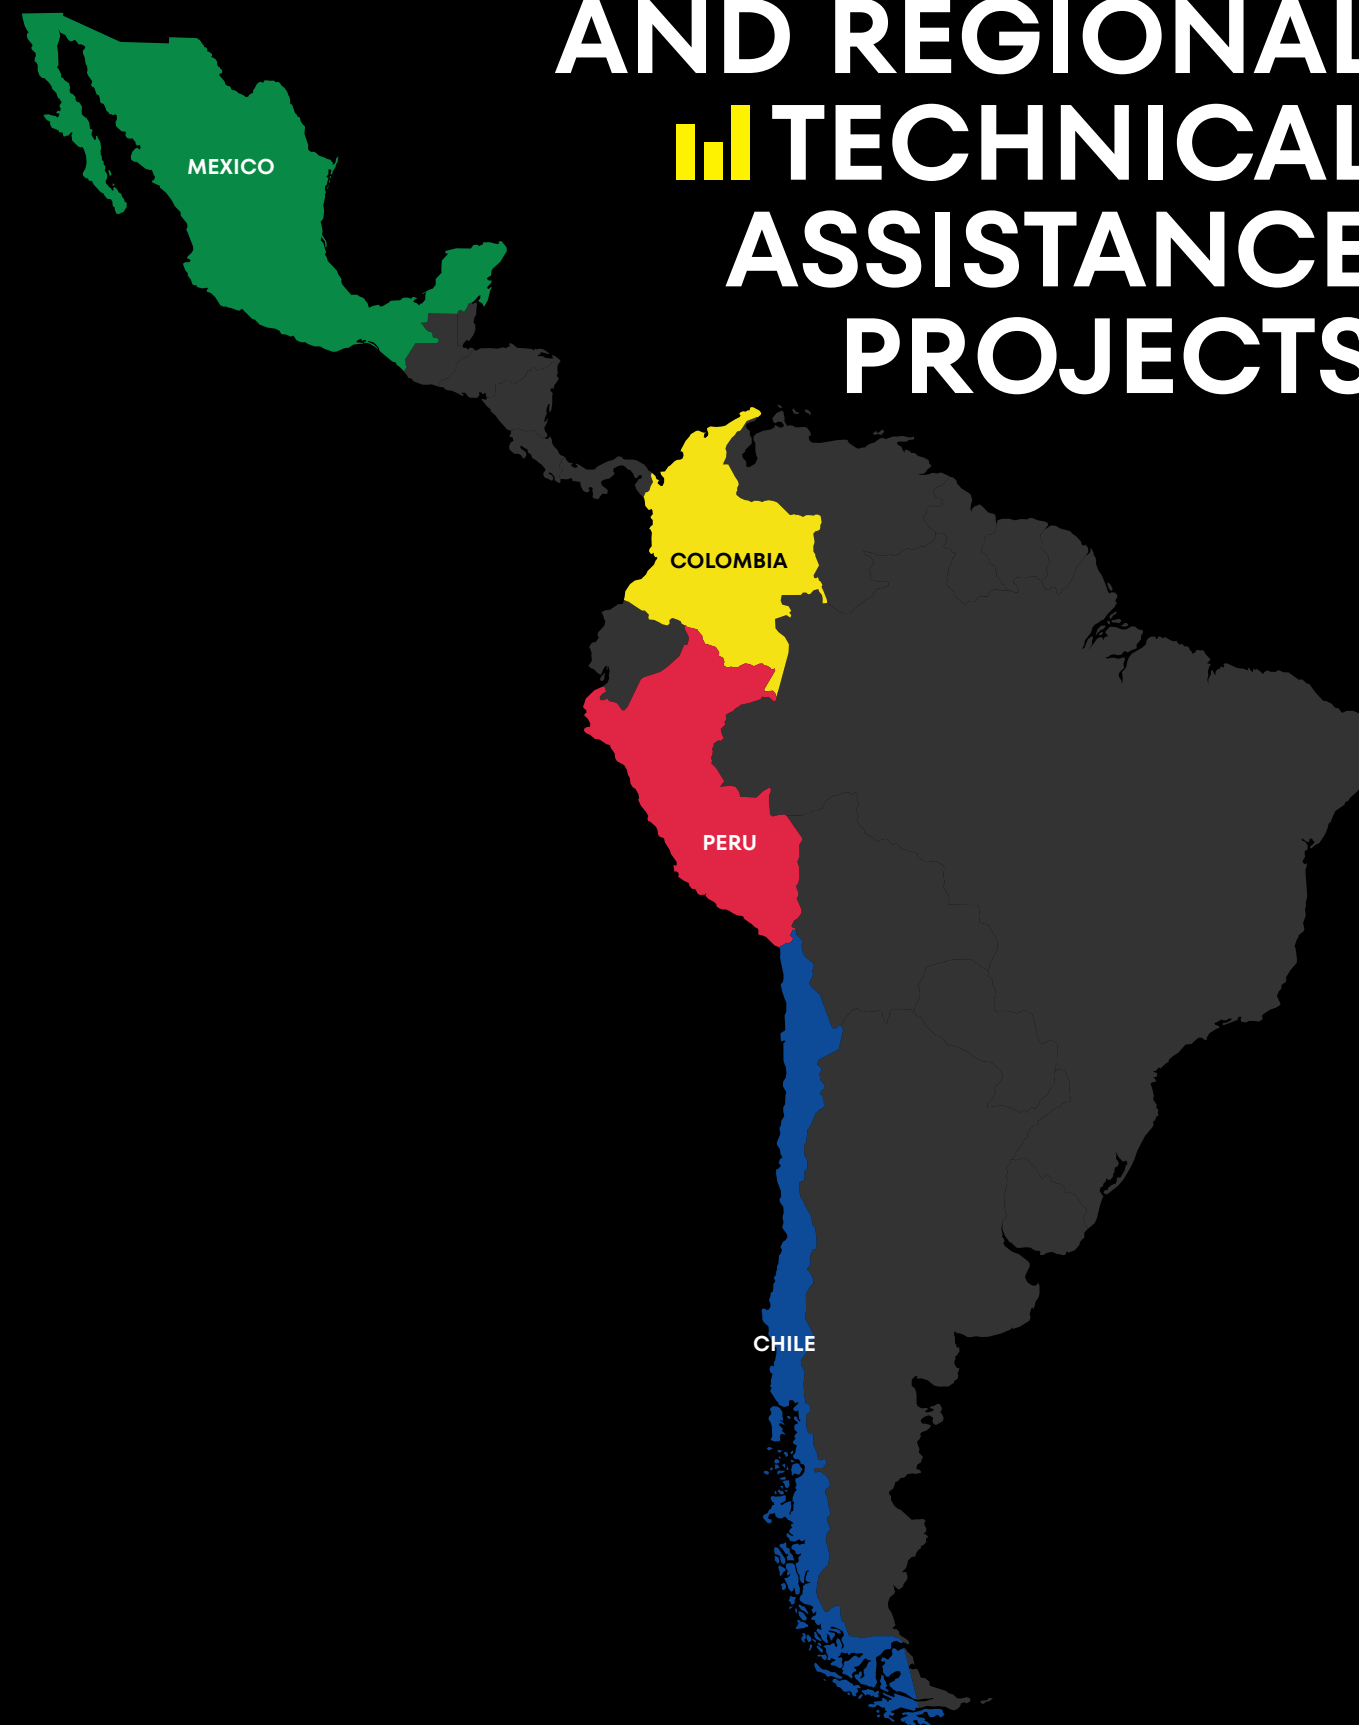 AND REGIONAL
TECHNICAL
ASSISTANCE
PROJECTS
MEXICO
COLOMBIA
PERU
CHILE